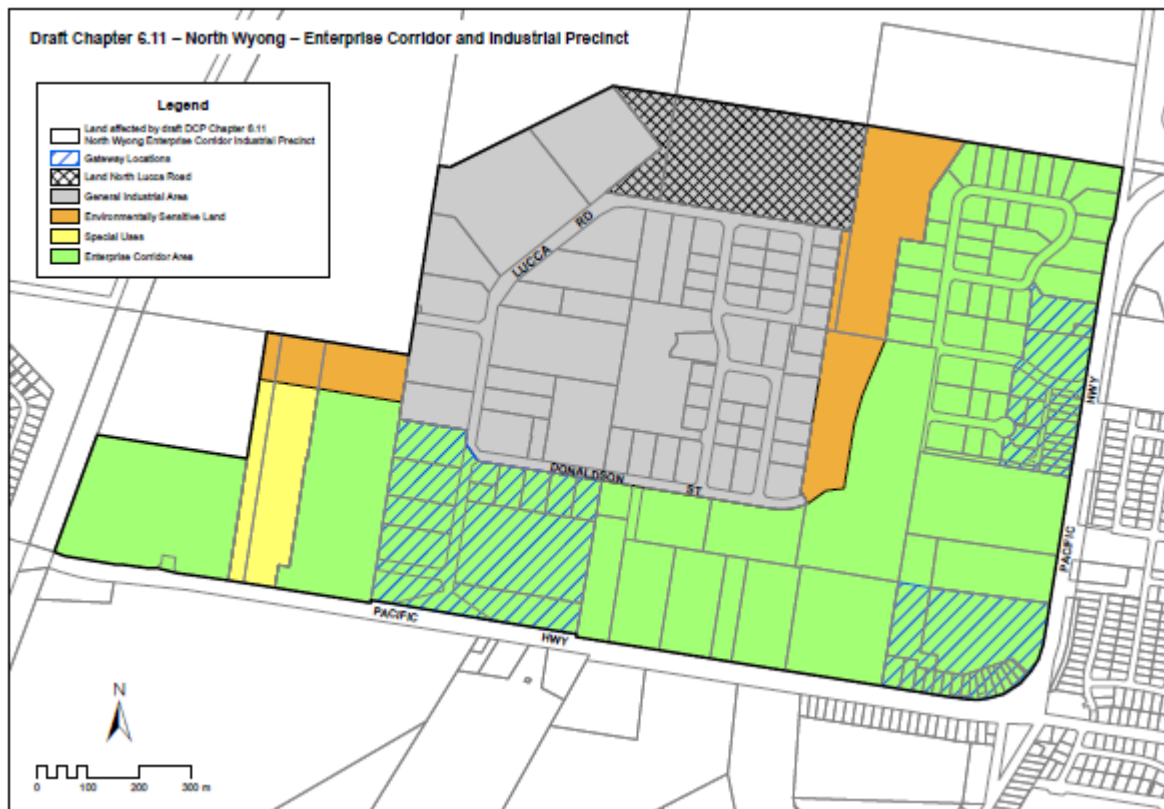 Draft Chapter 6.11 – North Wyong – Enterprise Corridor and Industrial Precinct
Legend
Land affected by draft DCP Chapter 6.11
North Wyong Enterprise Corridor Industrial Precinct
Gateway Locations
Land North Lucca Road
General Industrial Area
Environmentally Sensitive Land
Special Uses
Enterprise Corridor Area
LUCCA RD
HWY
DONALDSON ST
PACIFIC
PACIFIC HWY
N
0 100 200 300 m